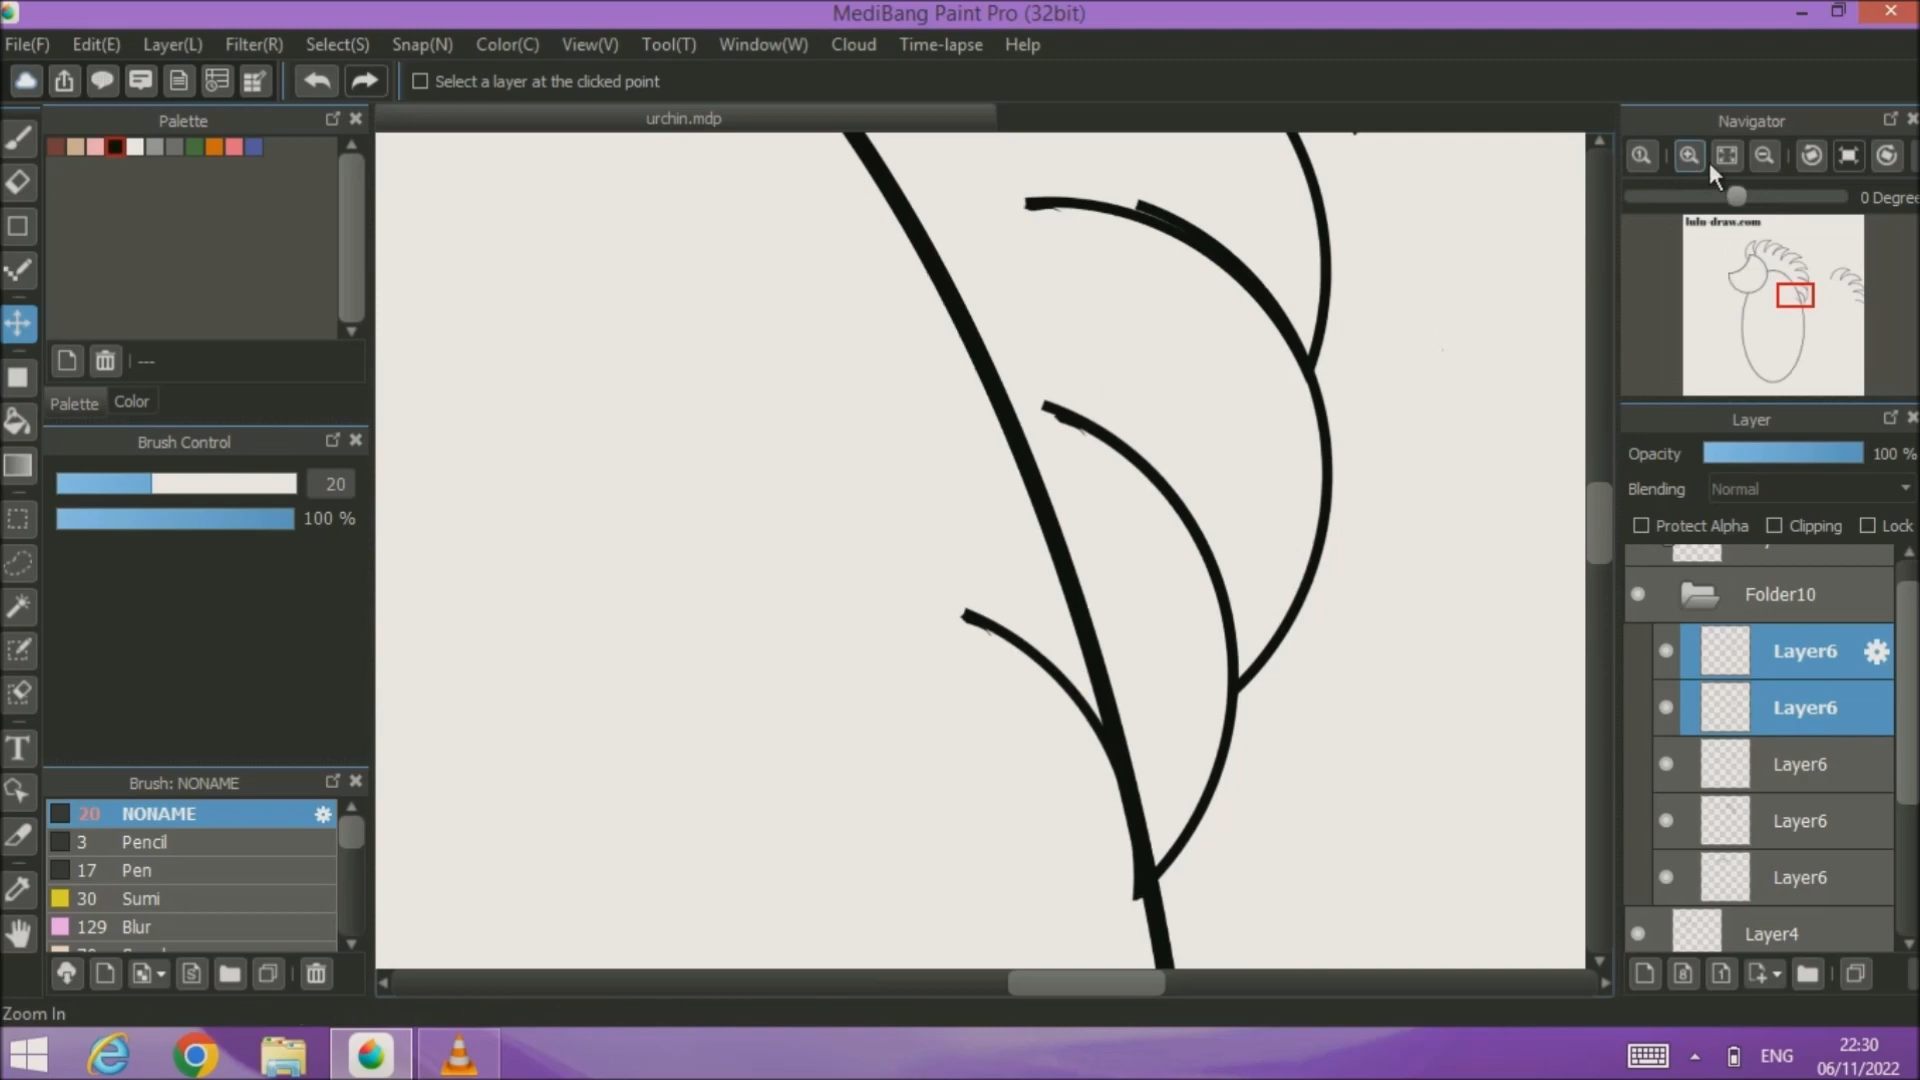 MediBang Paint Pro (32bit)
File(F) Edit(E) Layer(L) Filter(R) Select(S) Snap(N) Color(C) View(V) Tool(T) Window(W) Cloud Time-lapse Help
Select a layer at the clicked point
Palette
urchin.mdp
Navigator
0 Degree
lulu-draw.com
---
Palette Color
Brush Control
20
100 %
Layer
Opacity 100 %
Blending Normal
Protect Alpha Clipping Lock
Folder10
Layer6
Layer6
Layer6
Layer6
Layer6
Layer4
Brush: NONAME
20 NONAME
3 Pencil
17 Pen
30 Sumi
129 Blur
Zoom In
ENG
22:30
06/11/2022